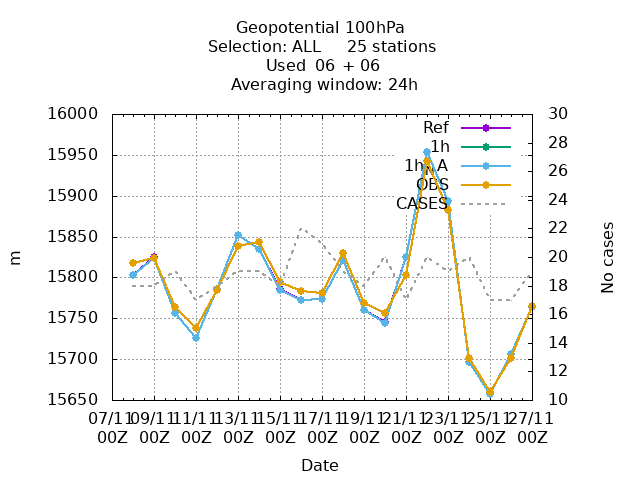 Geopotential 100hPa
Selection: ALL 25 stations
Used 06 + 06
Averaging window: 24h
16000
15950
15900
15850
15800
15750
15700
15650
30
28
26
24
22
20
18
16
14
12
10
m
No cases
Ref
1h
1h_A
OBS
CASES
07/11 09/11 11/11 13/11 15/11 17/11 19/11 21/11 23/11 25/11 27/11
00Z 00Z 00Z 00Z 00Z 00Z 00Z 00Z 00Z 00Z 00Z
Date